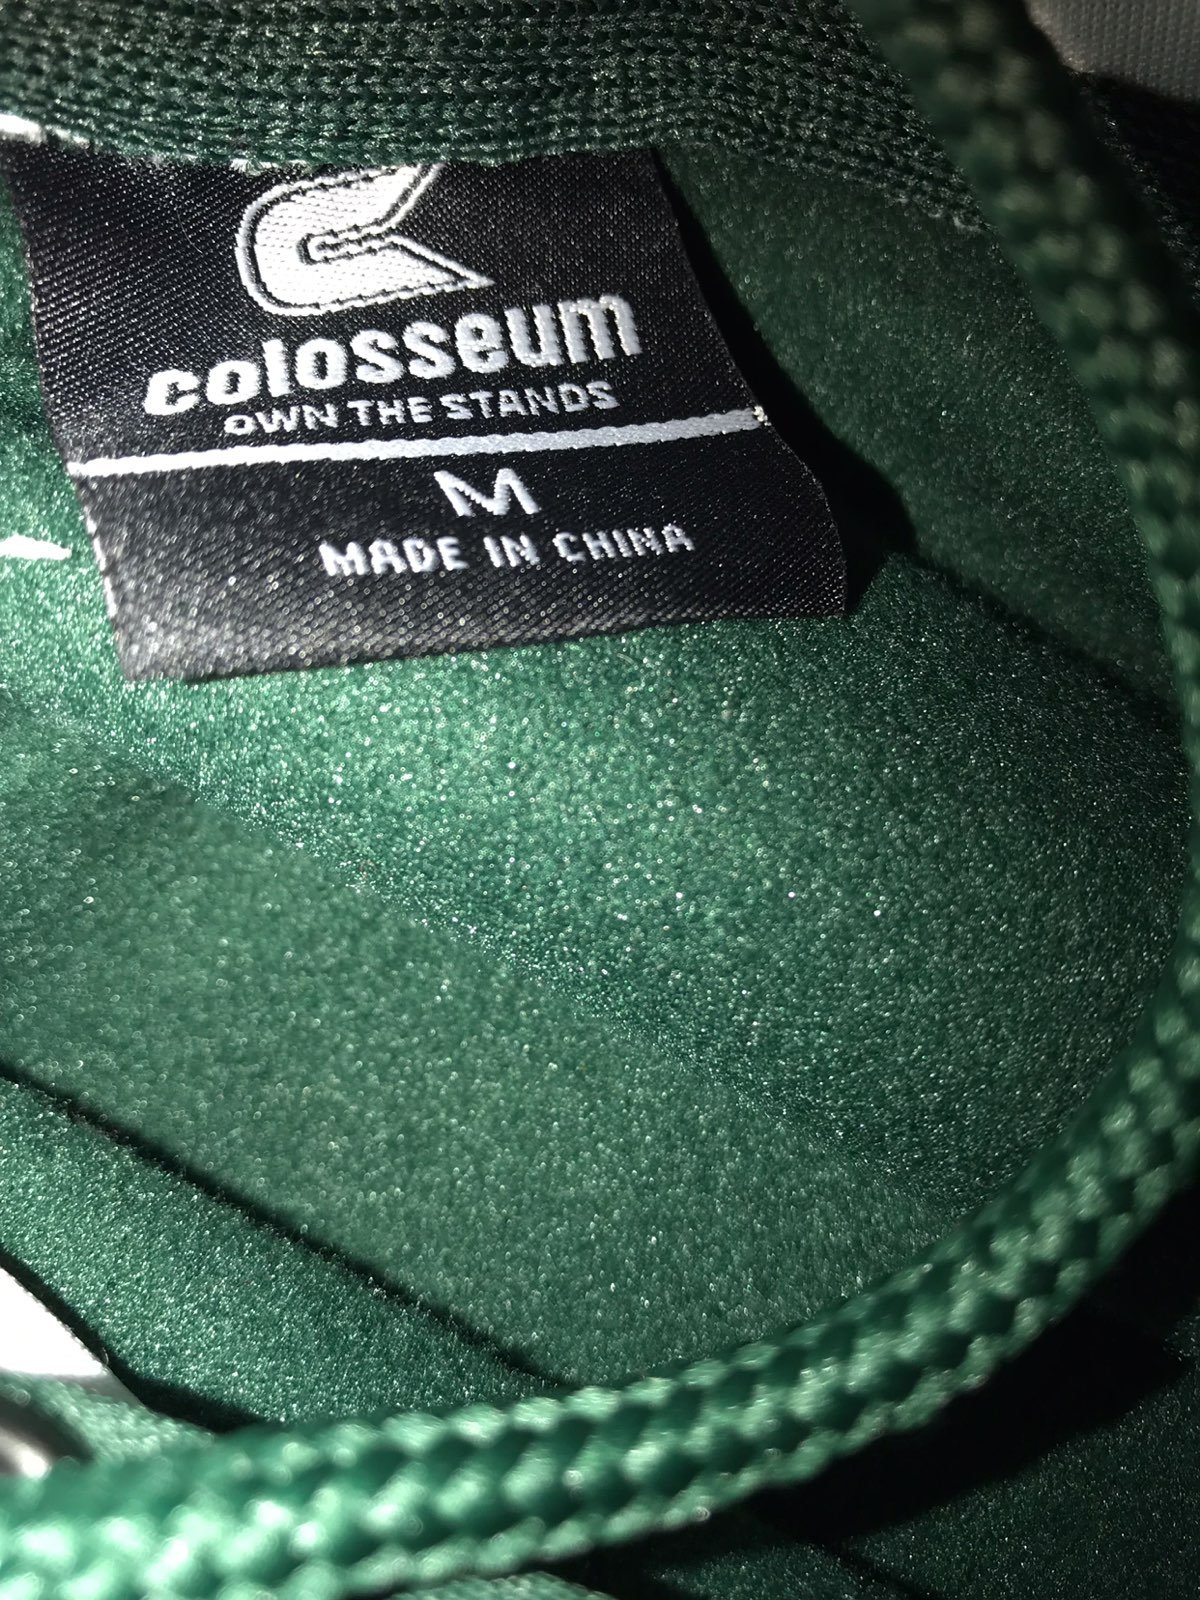 colosseum
OWN THE STANDS
M
MADE IN CHINA